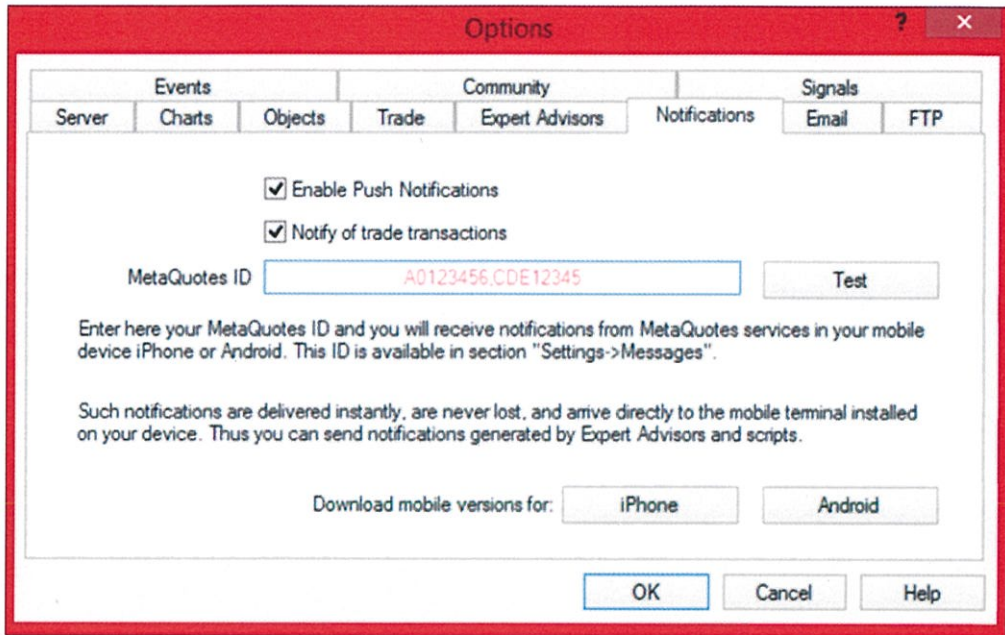 Options
?
×
Events Community Signals
Server Charts Objects Trade Expert Advisors Notifications Email FTP
Enable Push Notifications
Notify of trade transactions
MetaQuotes ID A0123456,CDE12345 Test
Enter here your MetaQuotes ID and you will receive notifications from MetaQuotes services in your mobile
device iPhone or Android. This ID is available in section "Settings->Messages".
Such notifications are delivered instantly, are never lost, and arrive directly to the mobile terminal installed
on your device. Thus you can send notifications generated by Expert Advisors and scripts.
Download mobile versions for: iPhone Android
OK Cancel Help